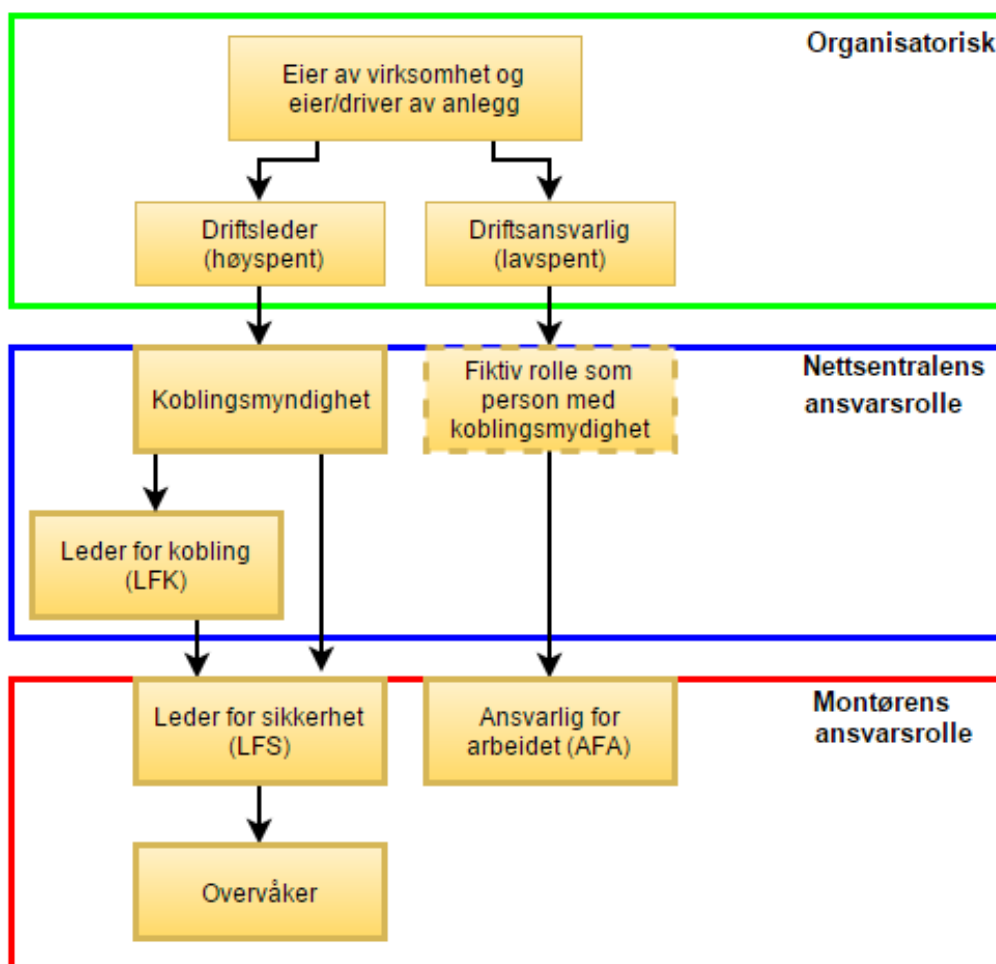 Organisatorisk
Eier av virksomhet og
eier/driver av anlegg
Driftsleder
(høyspent)
Driftsansvarlig
(lavspent)
Nettsentralens
ansvarsrolle
Koblingsmyndighet
Fiktiv rolle som
person med
koblingsmydighet
Leder for kobling
(LFK)
Montørens
ansvarsrolle
Leder for sikkerhet
(LFS)
Ansvarlig for
arbeidet (AFA)
Overvåker